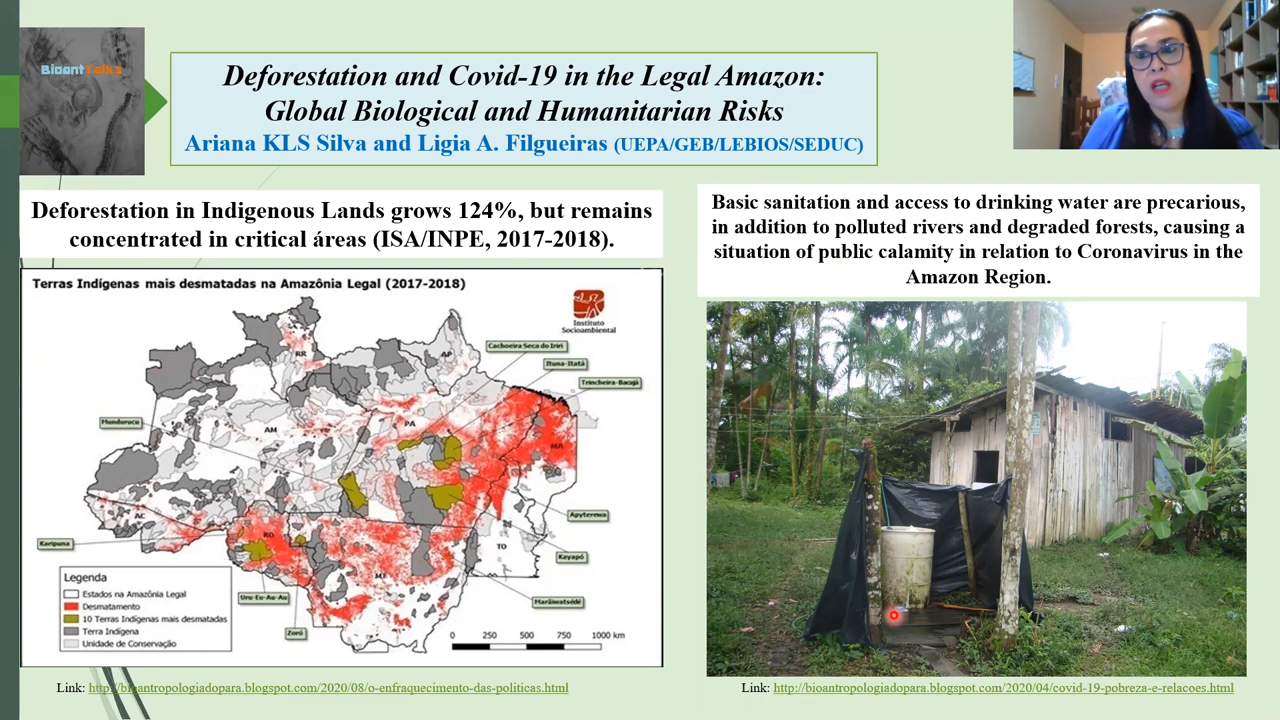 BioantTalks
Deforestation and Covid-19 in the Legal Amazon:
Global Biological and Humanitarian Risks
Ariana KLS Silva and Ligia A. Filgueiras (UEPA/GEB/LEBIOS/SEDUC)
Deforestation in Indigenous Lands grows 124%, but remains
concentrated in critical áreas (ISA/INPE, 2017-2018).
Terras Indígenas mais desmatadas na Amazônia Legal (2017-2018)
Instituto
Socioambiental
Cachoeira Seca do Iriri
Ituna-Itatá
Trincheira-Bacajá
RR
AP
Munduruku
AM
PA
MA
AC
Apyterewa
Karipuna
RO
TO
Kayapó
MT
Uru-Eu-Au-Au
Marãiwatsédé
Zoró
Legenda
Estados na Amazônia Legal
Desmatamento
10 Terras Indígenas mais desmatadas
Terra Indígena
Unidade de Conservação
0 250 500 750 1000 km
Link: http://bioantropologiadopara.blogspot.com/2020/08/o-enfraquecimento-das-politicas.html
Basic sanitation and access to drinking water are precarious,
in addition to polluted rivers and degraded forests, causing a
situation of public calamity in relation to Coronavirus in the
Amazon Region.
Link: http://bioantropologiadopara.blogspot.com/2020/04/covid-19-pobreza-e-relacoes.html